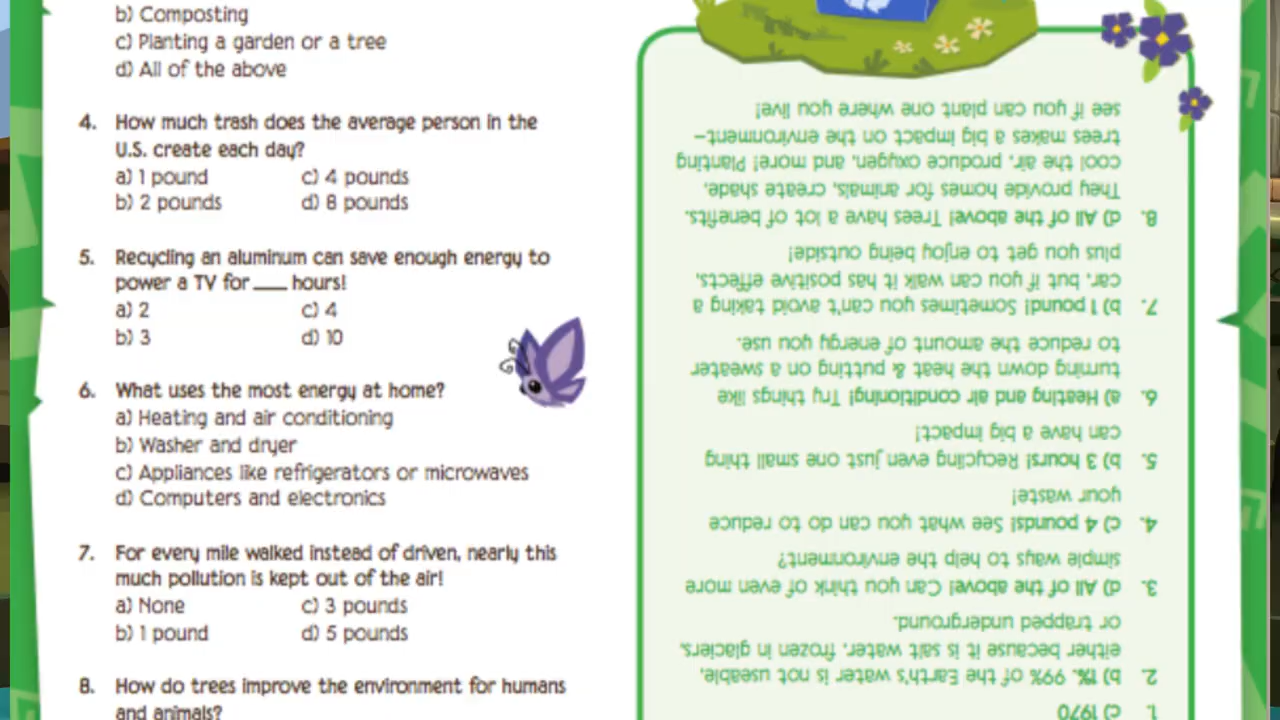 b) Composting
c) Planting a garden or a tree
d) All of the above
4. How much trash does the average person in the
U.S. create each day?
a) 1 pound c) 4 pounds
b) 2 pounds d) 8 pounds
5. Recycling an aluminum can save enough energy to
power a TV for ___ hours!
a) 2 c) 4
b) 3 d) 10
6. What uses the most energy at home?
a) Heating and air conditioning
b) Washer and dryer
c) Appliances like refrigerators or microwaves
d) Computers and electronics
7. For every mile walked instead of driven, nearly this
much pollution is kept out of the air!
a) None c) 3 pounds
b) 1 pound d) 5 pounds
8. How do trees improve the environment for humans
and animals?
1. c) 1970
2. b) 1%. 99% of the Earth's water is not useable,
either because it is salt water, frozen in glaciers,
or trapped underground.
3. d) All of the above! Can you think of even more
simple ways to help the environment?
4. c) 4 pounds! See what you can do to reduce
your waste!
5. b) 3 hours! Recycling even just one small thing
can have a big impact!
6. a) Heating and air conditioning! Try things like
turning down the heat & putting on a sweater
to reduce the amount of energy you use.
7. b) 1 pound! Sometimes you can't avoid taking a
car, but if you can walk it has positive effects,
plus you get to enjoy being outside!
8. d) All of the above! Trees have a lot of benefits.
They provide homes for animals, create shade,
cool the air, produce oxygen, and more! Planting
trees makes a big impact on the environment–
see if you can plant one where you live!